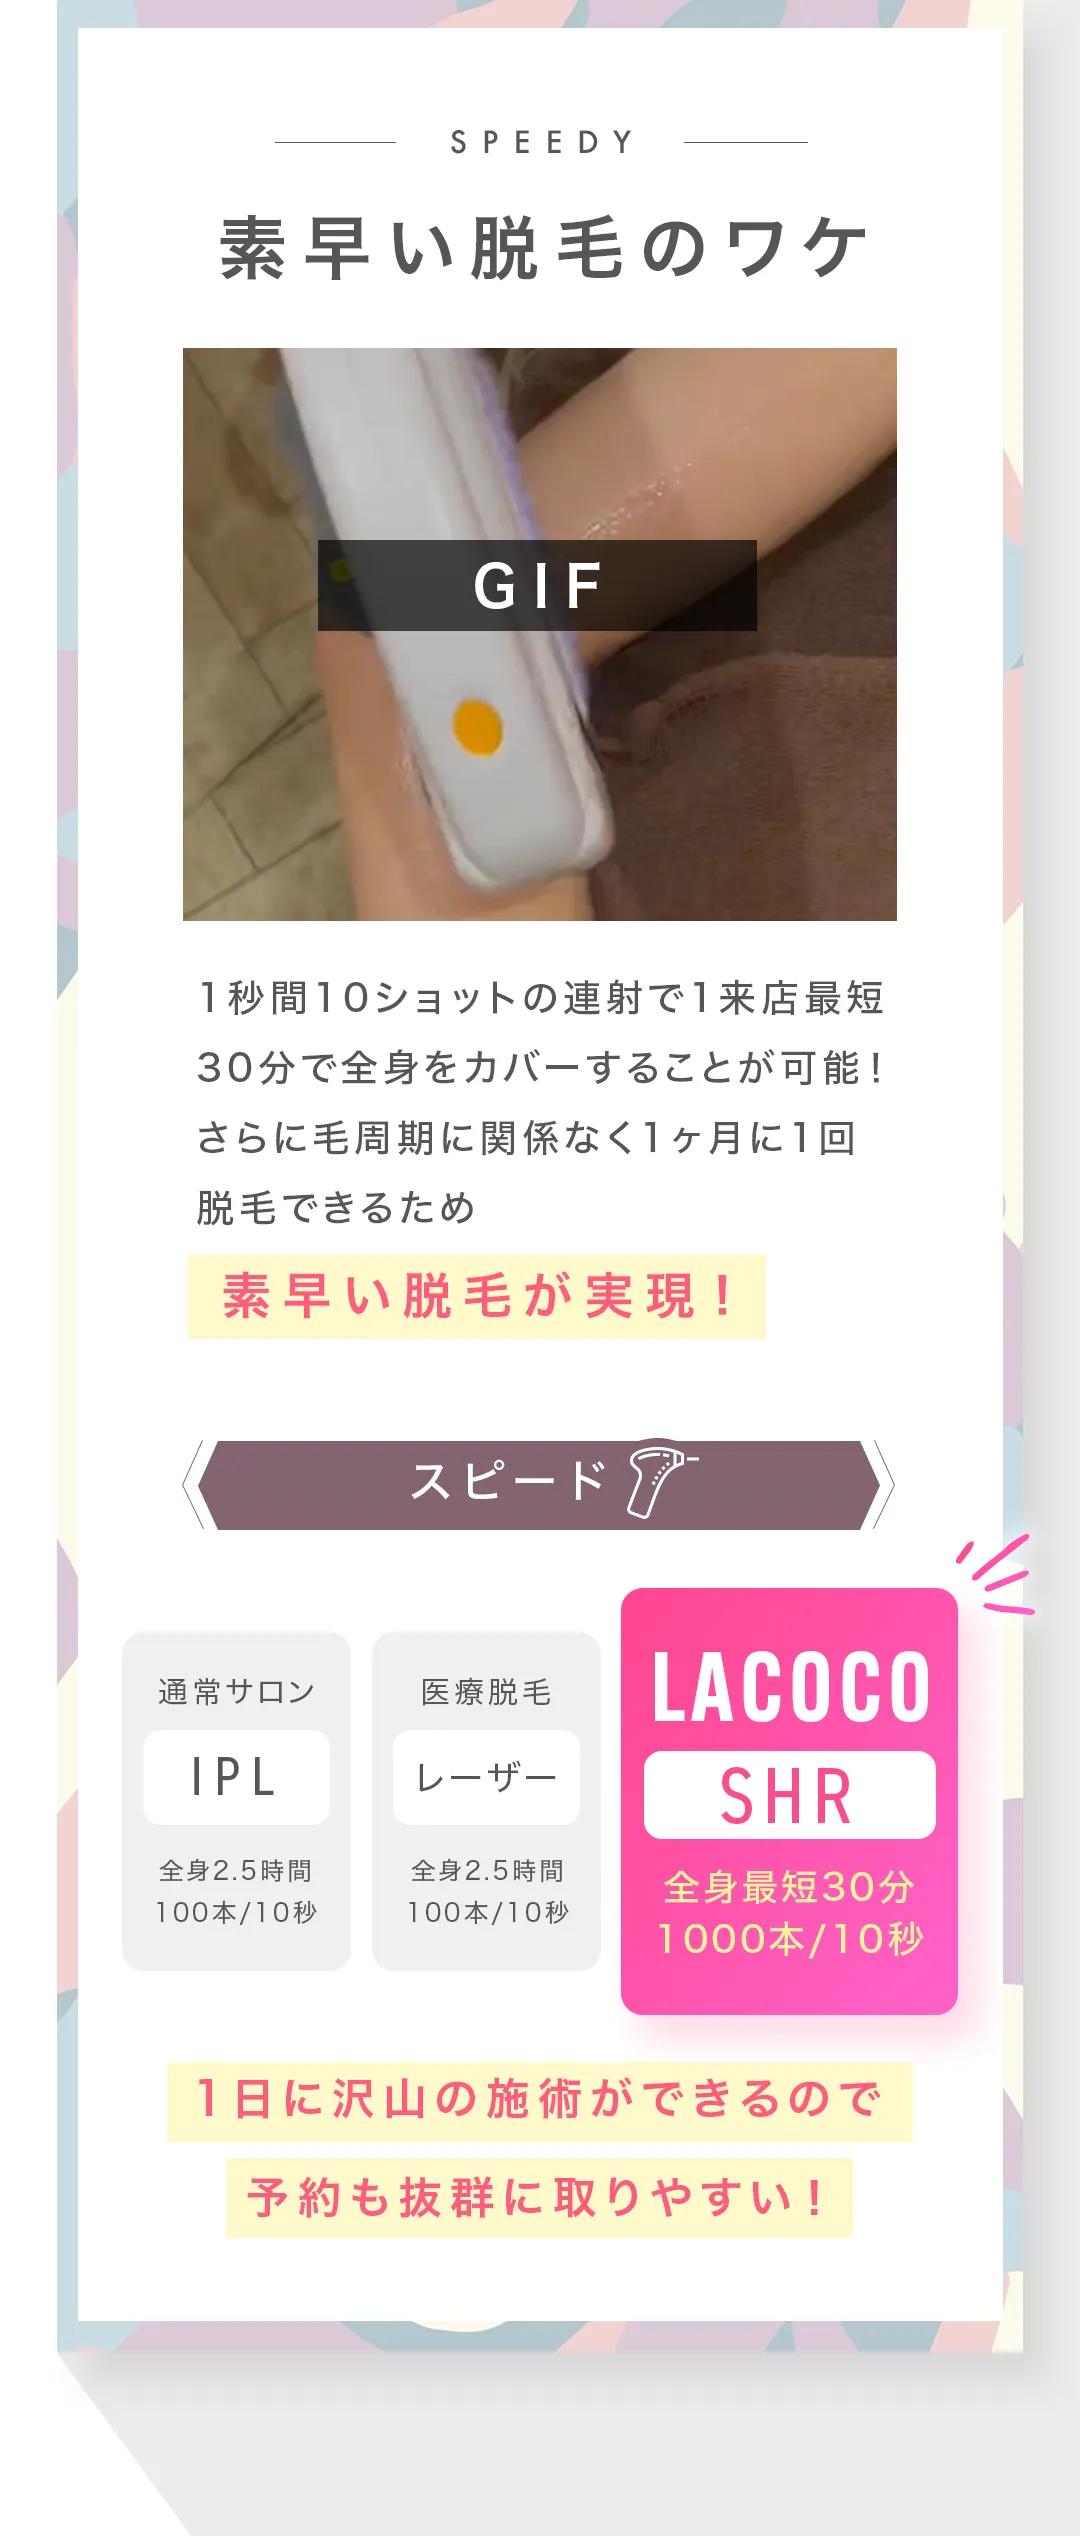 SPEEDY
素早い脱毛のワケ
GIF
1秒間10ショットの連射で1来店最短
30分で全身をカバーすることが可能！
さらに毛周期に関係なく1ヶ月に1回
脱毛できるため
素早い脱毛が実現！
スピード
通常サロン
IPL
全身2.5時間
100本/10秒
医療脱毛
レーザー
全身2.5時間
100本/10秒
LACOCO
SHR
全身最短30分
1000本/10秒
1日に沢山の施術ができるので
予約も抜群に取りやすい！